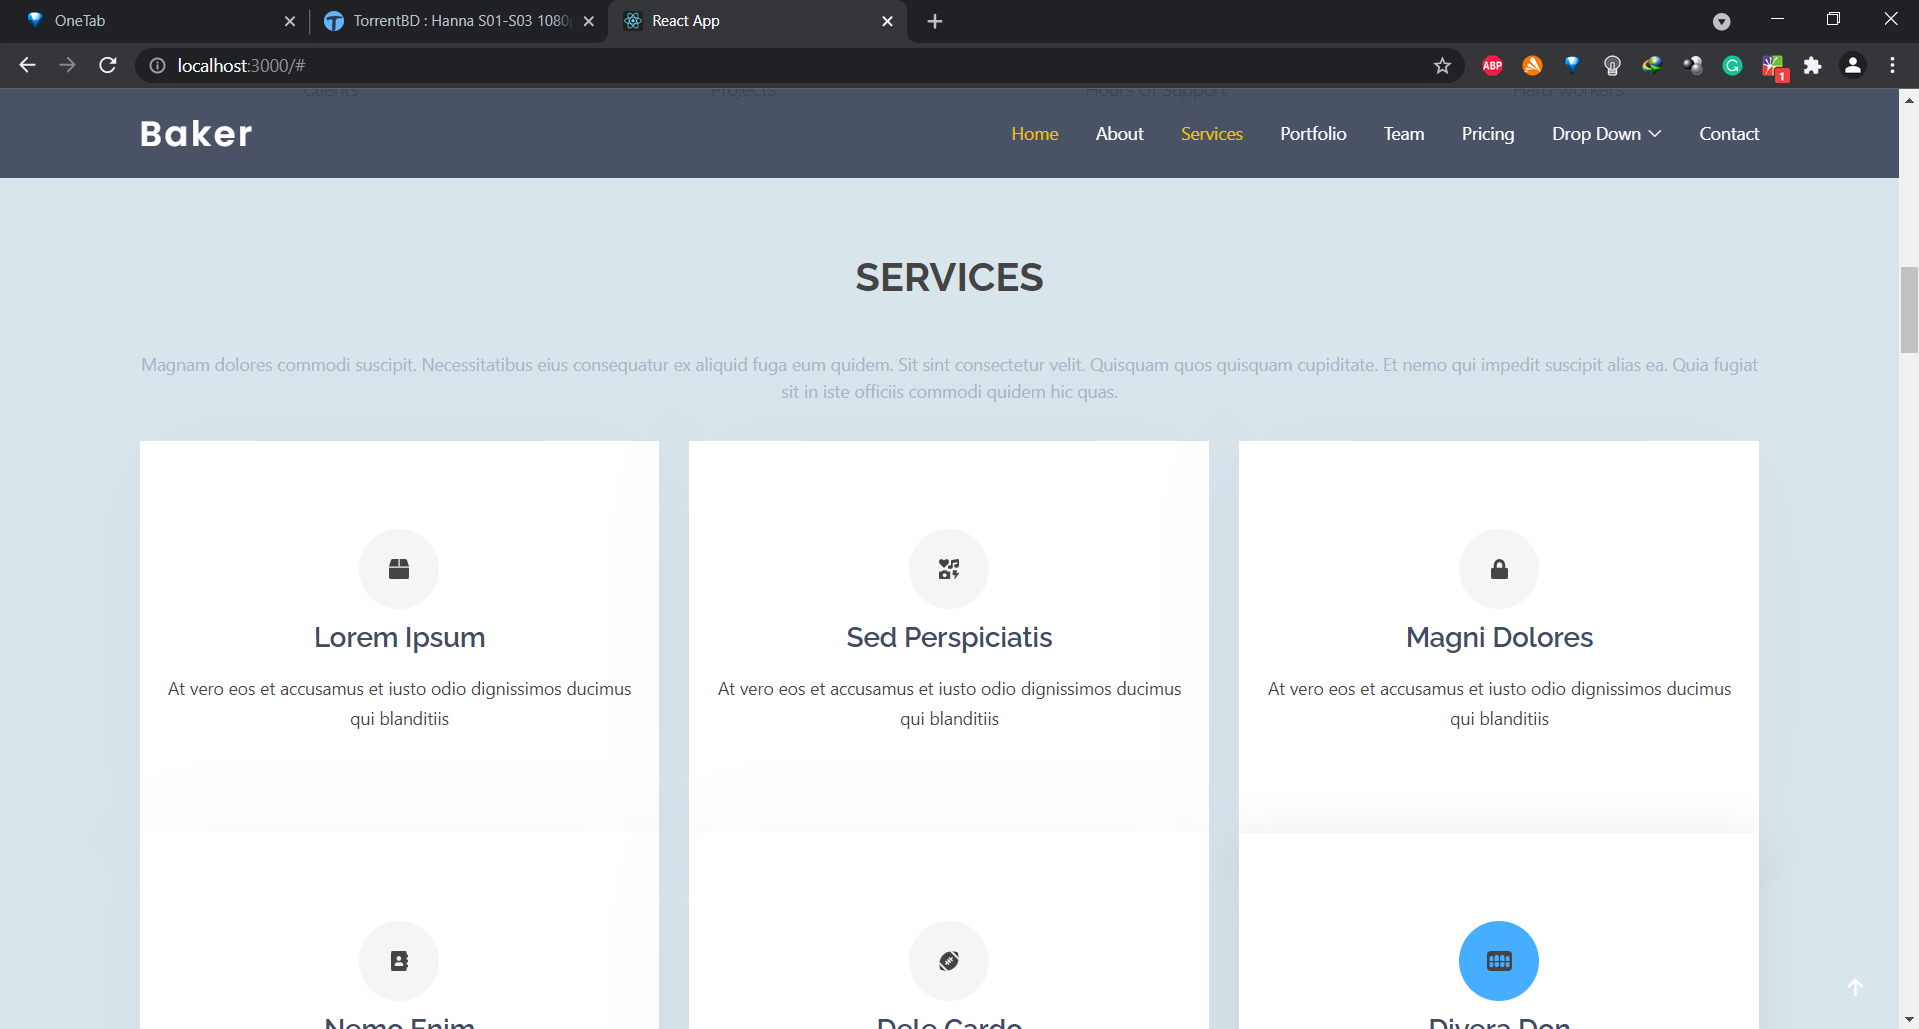 OneTab
TorrentBD : Hanna S01-S03 1080
React App
localhost:3000/#
ABP
1
Clients Projects Hours Of Support Hard Workers
Baker
Home About Services Portfolio Team Pricing Drop Down Contact
SERVICES
Magnam dolores commodi suscipit. Necessitatibus eius consequatur ex aliquid fuga eum quidem. Sit sint consectetur velit. Quisquam quos quisquam cupiditate. Et nemo qui impedit suscipit alias ea. Quia fugiat
sit in iste officiis commodi quidem hic quas.
Lorem Ipsum
At vero eos et accusamus et iusto odio dignissimos ducimus
qui blanditiis
Sed Perspiciatis
At vero eos et accusamus et iusto odio dignissimos ducimus
qui blanditiis
Magni Dolores
At vero eos et accusamus et iusto odio dignissimos ducimus
qui blanditiis
Nemo Enim
Dele Cardo
Divera Don